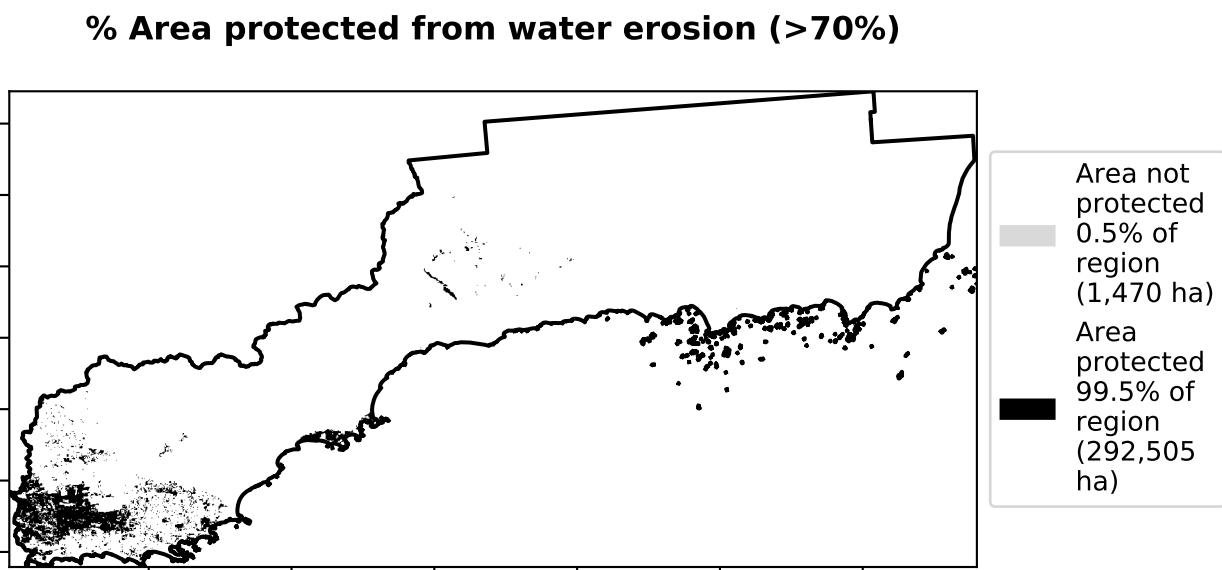 % Area protected from water erosion (>70%)
Area not
protected
0.5% of
region
(1,470 ha)
Area
protected
99.5% of
region
(292,505
ha)